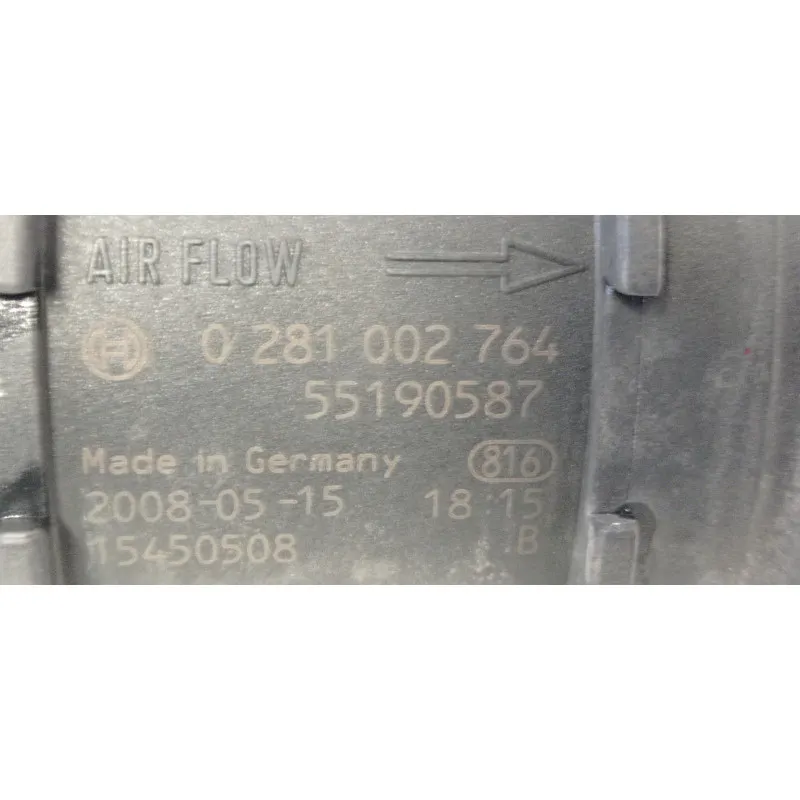 AIR FLOW
0 281 002 764
55190587
Made in Germany 816
2008-05-15 18:15
15450508 B